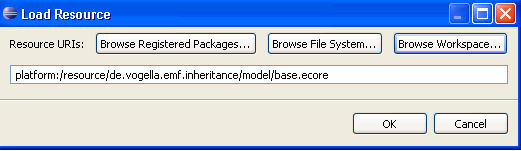 Load Resource
Resource URIs: Browse Registered Packages... Browse File System... Browse Workspace...
platform:/resource/de.vogella.emf.inheritance/model/base.ecore
OK Cancel